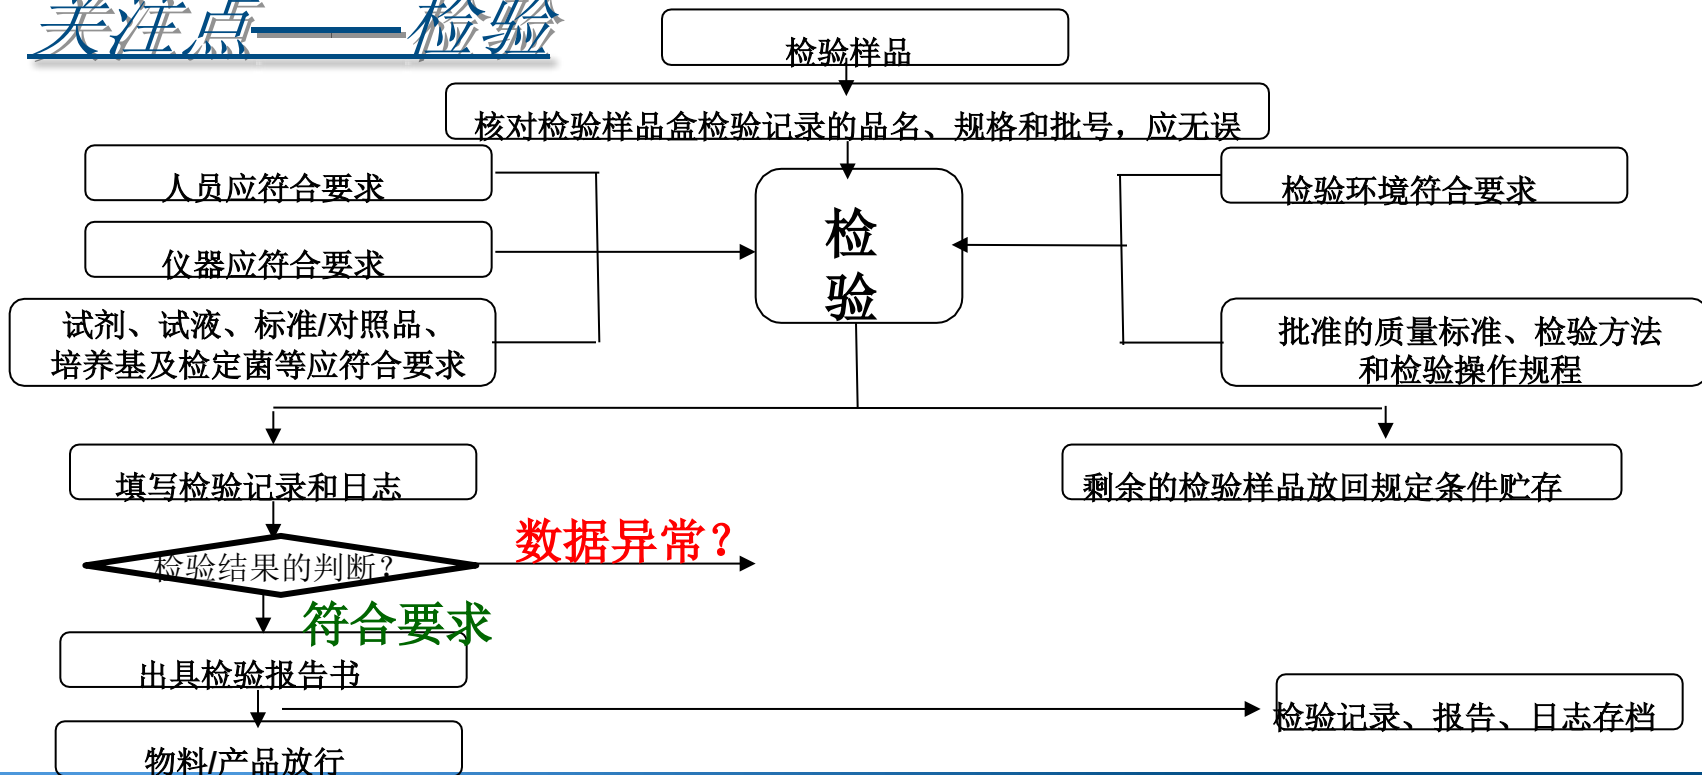 关注点——检验
检验样品
核对检验样品盒检验记录的品名、规格和批号，应无误
人员应符合要求
检验环境符合要求
仪器应符合要求
检
验
试剂、试液、标准/对照品、
培养基及检定菌等应符合要求
批准的质量标准、检验方法
和检验操作规程
填写检验记录和日志
剩余的检验样品放回规定条件贮存
数据异常？
检验结果的判断？
符合要求
出具检验报告书
检验记录、报告、日志存档
物料/产品放行